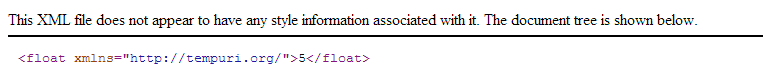 This XML file does not appear to have any style information associated with it. The document tree is shown below.
<float xmlns="http://tempuri.org/">5</float>